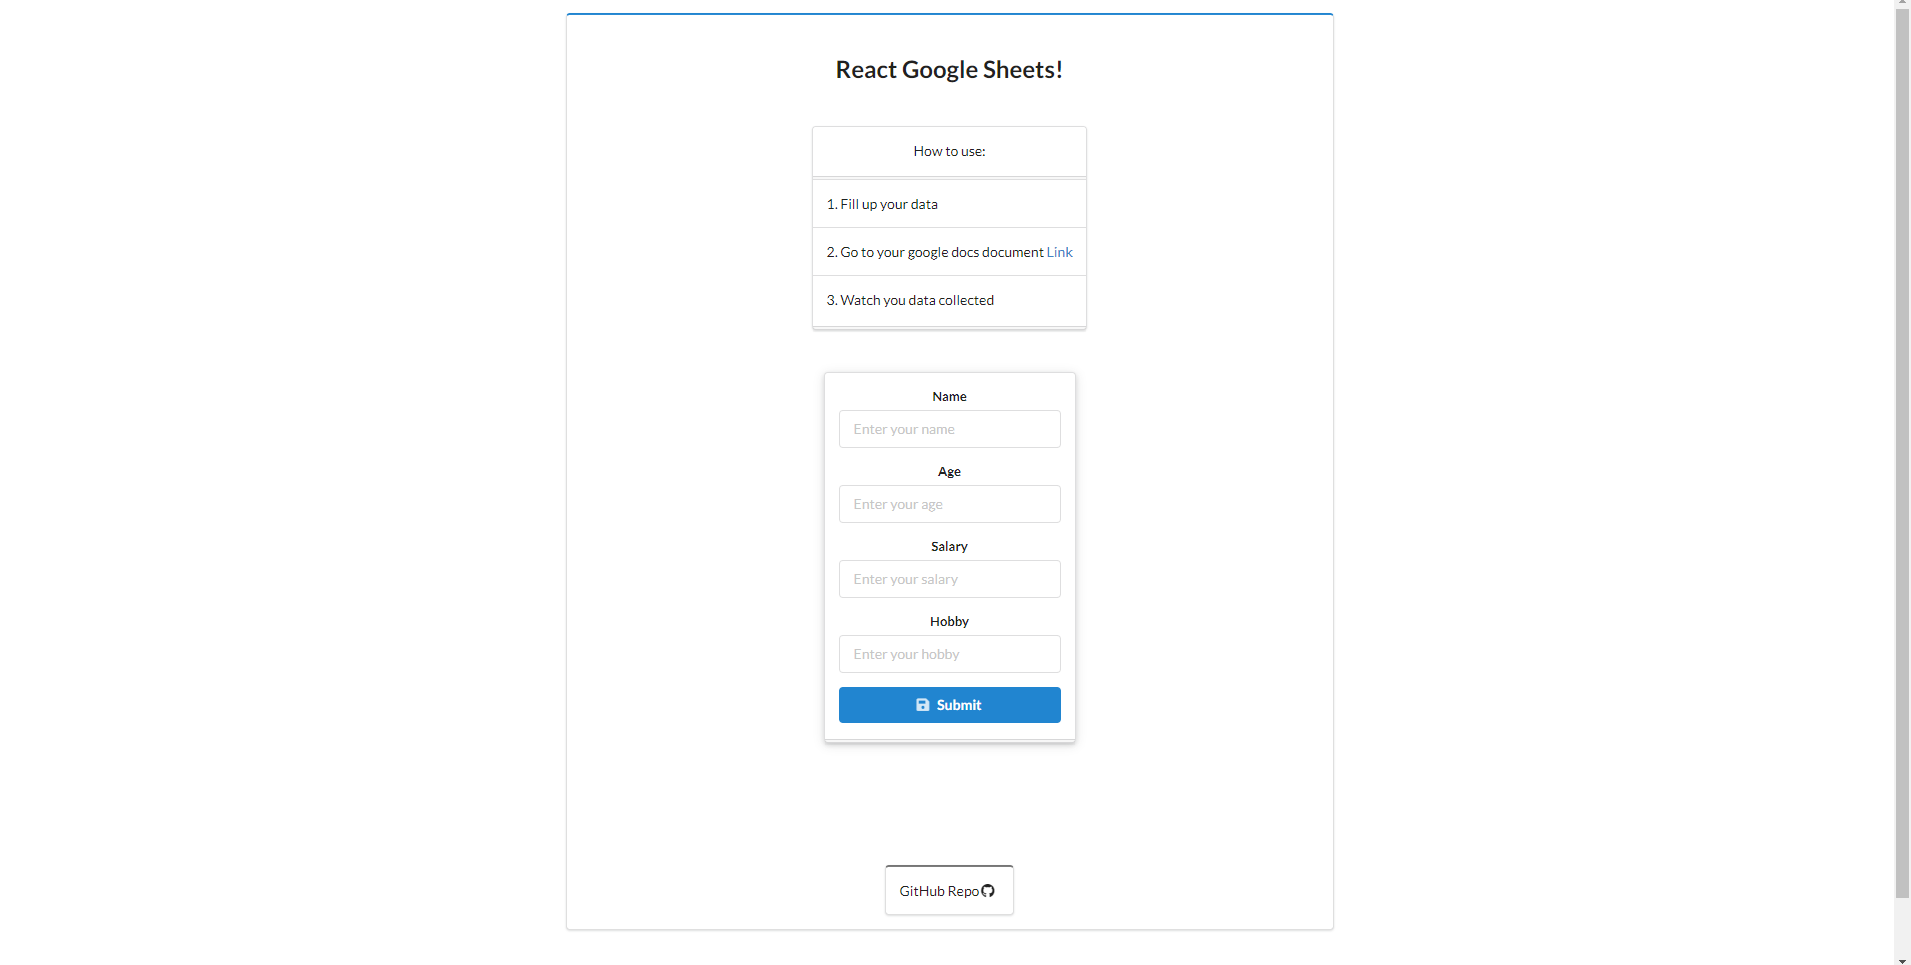 React Google Sheets!
How to use:
1. Fill up your data
2. Go to your google docs document Link
3. Watch you data collected
Name
Enter your name
Age
Enter your age
Salary
Enter your salary
Hobby
Enter your hobby
Submit
GitHub Repo